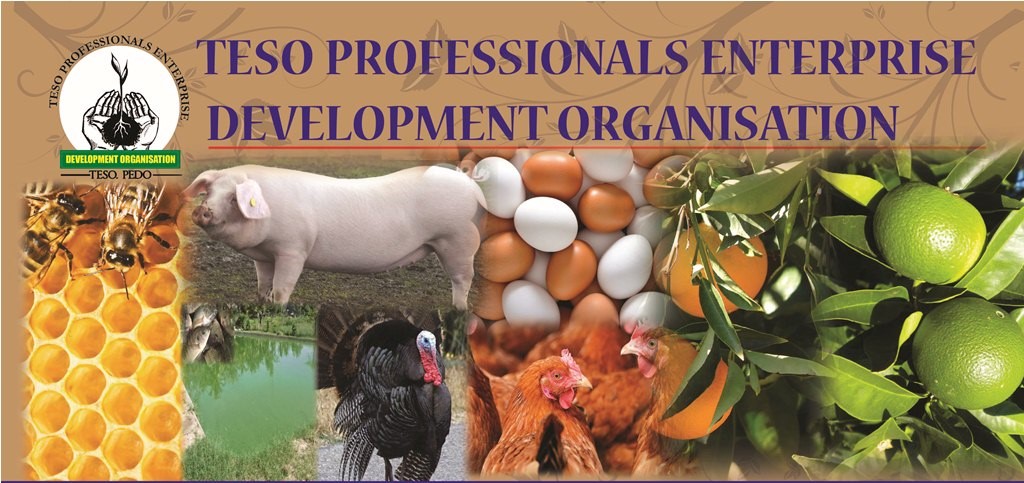 TESO PROFESSIONALS ENTERPRISE
DEVELOPMENT ORGANISATION
TESO PROFESSIONALS ENTERPRISE
DEVELOPMENT ORGANISATION
TESO. PEDO